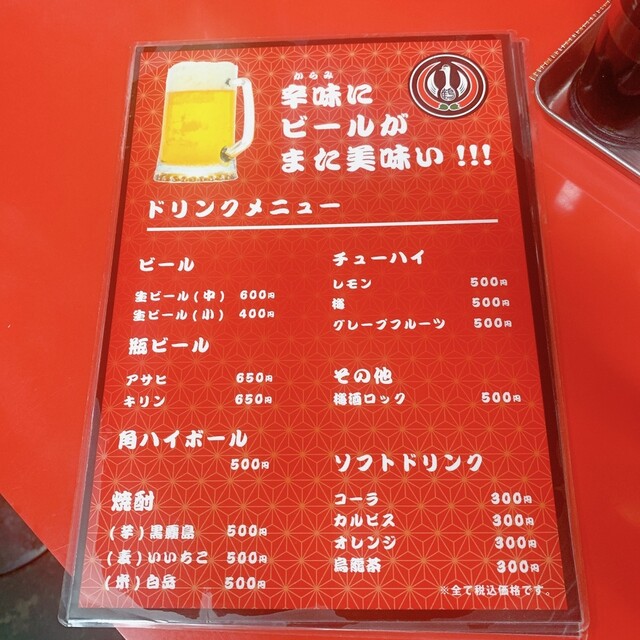 からみ
辛味に
ビールが
また美味い!!!
ドリンクメニュー
ビール
生ビール(中) 600円
生ビール(小) 400円
瓶ビール
アサヒ 650円
キリン 650円
角ハイボール
500円
焼酎
(芋)黒霧島 500円
(麦)いいちこ 500円
(米)白岳 500円
チューハイ
レモン 500円
梅 500円
グレープフルーツ 500円
その他
梅酒ロック 500円
ソフトドリンク
コーラ 300円
カルピス 300円
オレンジ 300円
烏龍茶 300円
※全て税込価格です。